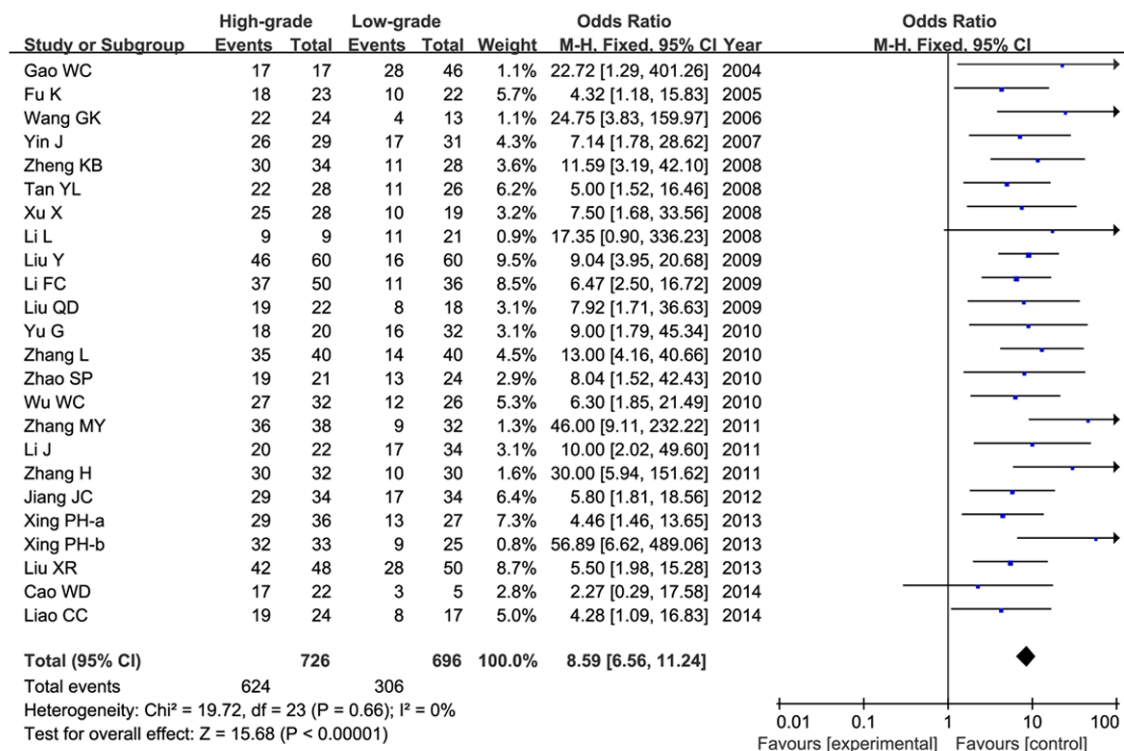 High-grade Low-grade Odds Ratio Odds Ratio
Study or Subgroup Events Total Events Total Weight M-H, Fixed, 95% CI Year M-H, Fixed, 95% CI
Gao WC 17 17 28 46 1.1% 22.72 [1.29, 401.26] 2004
Fu K 18 23 10 22 5.7% 4.32 [1.18, 15.83] 2005
Wang GK 22 24 4 13 1.1% 24.75 [3.83, 159.97] 2006
Yin J 26 29 17 31 4.3% 7.14 [1.78, 28.62] 2007
Zheng KB 30 34 11 28 3.6% 11.59 [3.19, 42.10] 2008
Tan YL 22 28 11 26 6.2% 5.00 [1.52, 16.46] 2008
Xu X 25 28 10 19 3.2% 7.50 [1.68, 33.56] 2008
Li L 9 9 11 21 0.9% 17.35 [0.90, 336.23] 2008
Liu Y 46 60 16 60 9.5% 9.04 [3.95, 20.68] 2009
Li FC 37 50 11 36 8.5% 6.47 [2.50, 16.72] 2009
Liu QD 19 22 8 18 3.1% 7.92 [1.71, 36.63] 2009
Yu G 18 20 16 32 3.1% 9.00 [1.79, 45.34] 2010
Zhang L 35 40 14 40 4.5% 13.00 [4.16, 40.66] 2010
Zhao SP 19 21 13 24 2.9% 8.04 [1.52, 42.43] 2010
Wu WC 27 32 12 26 5.3% 6.30 [1.85, 21.49] 2010
Zhang MY 36 38 9 32 1.3% 46.00 [9.11, 232.22] 2011
Li J 20 22 17 34 3.1% 10.00 [2.02, 49.60] 2011
Zhang H 30 32 10 30 1.6% 30.00 [5.94, 151.62] 2011
Jiang JC 29 34 17 34 6.4% 5.80 [1.81, 18.56] 2012
Xing PH-a 29 36 13 27 7.3% 4.46 [1.46, 13.65] 2013
Xing PH-b 32 33 9 25 0.8% 56.89 [6.62, 489.06] 2013
Liu XR 42 48 28 50 8.7% 5.50 [1.98, 15.28] 2013
Cao WD 17 22 3 5 2.8% 2.27 [0.29, 17.58] 2014
Liao CC 19 24 8 17 5.0% 4.28 [1.09, 16.83] 2014
Total (95% CI) 726 696 100.0% 8.59 [6.56, 11.24]
Total events 624 306
Heterogeneity: Chi² = 19.72, df = 23 (P = 0.66); I² = 0%
Test for overall effect: Z = 15.68 (P < 0.00001)
0.01 0.1 1 10 100
Favours [experimental] Favours [control]